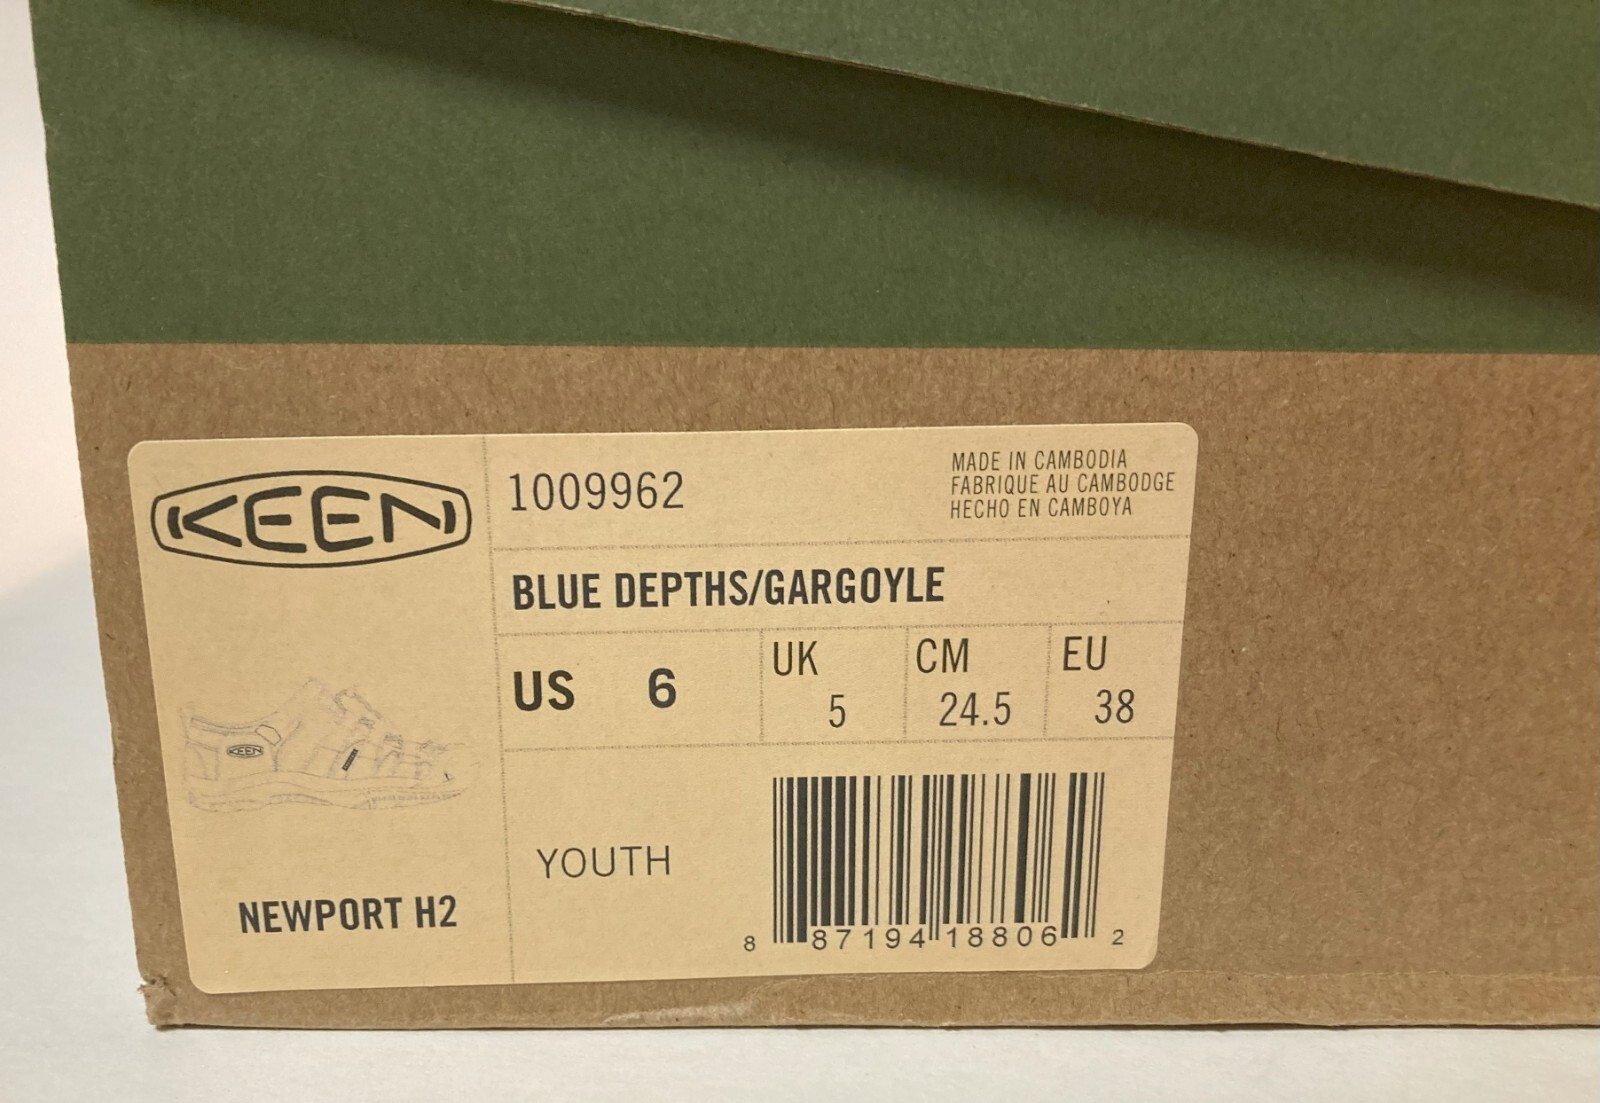 KEEN
1009962
MADE IN CAMBODIA
FABRIQUE AU CAMBODGE
HECHO EN CAMBOYA
BLUE DEPTHS/GARGOYLE
US 6
UK 5
CM 24.5
EU 38
KEEN
NEWPORT H2
YOUTH
8 87194 18806 2